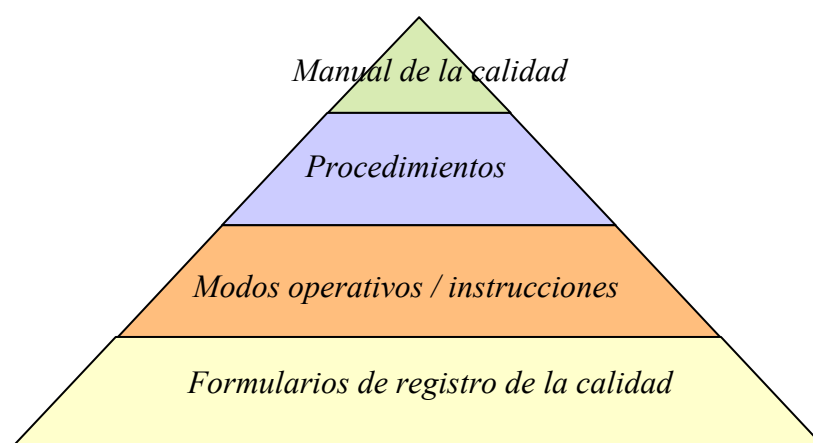 Manual de la calidad
Procedimientos
Modos operativos / instrucciones
Formularios de registro de la calidad